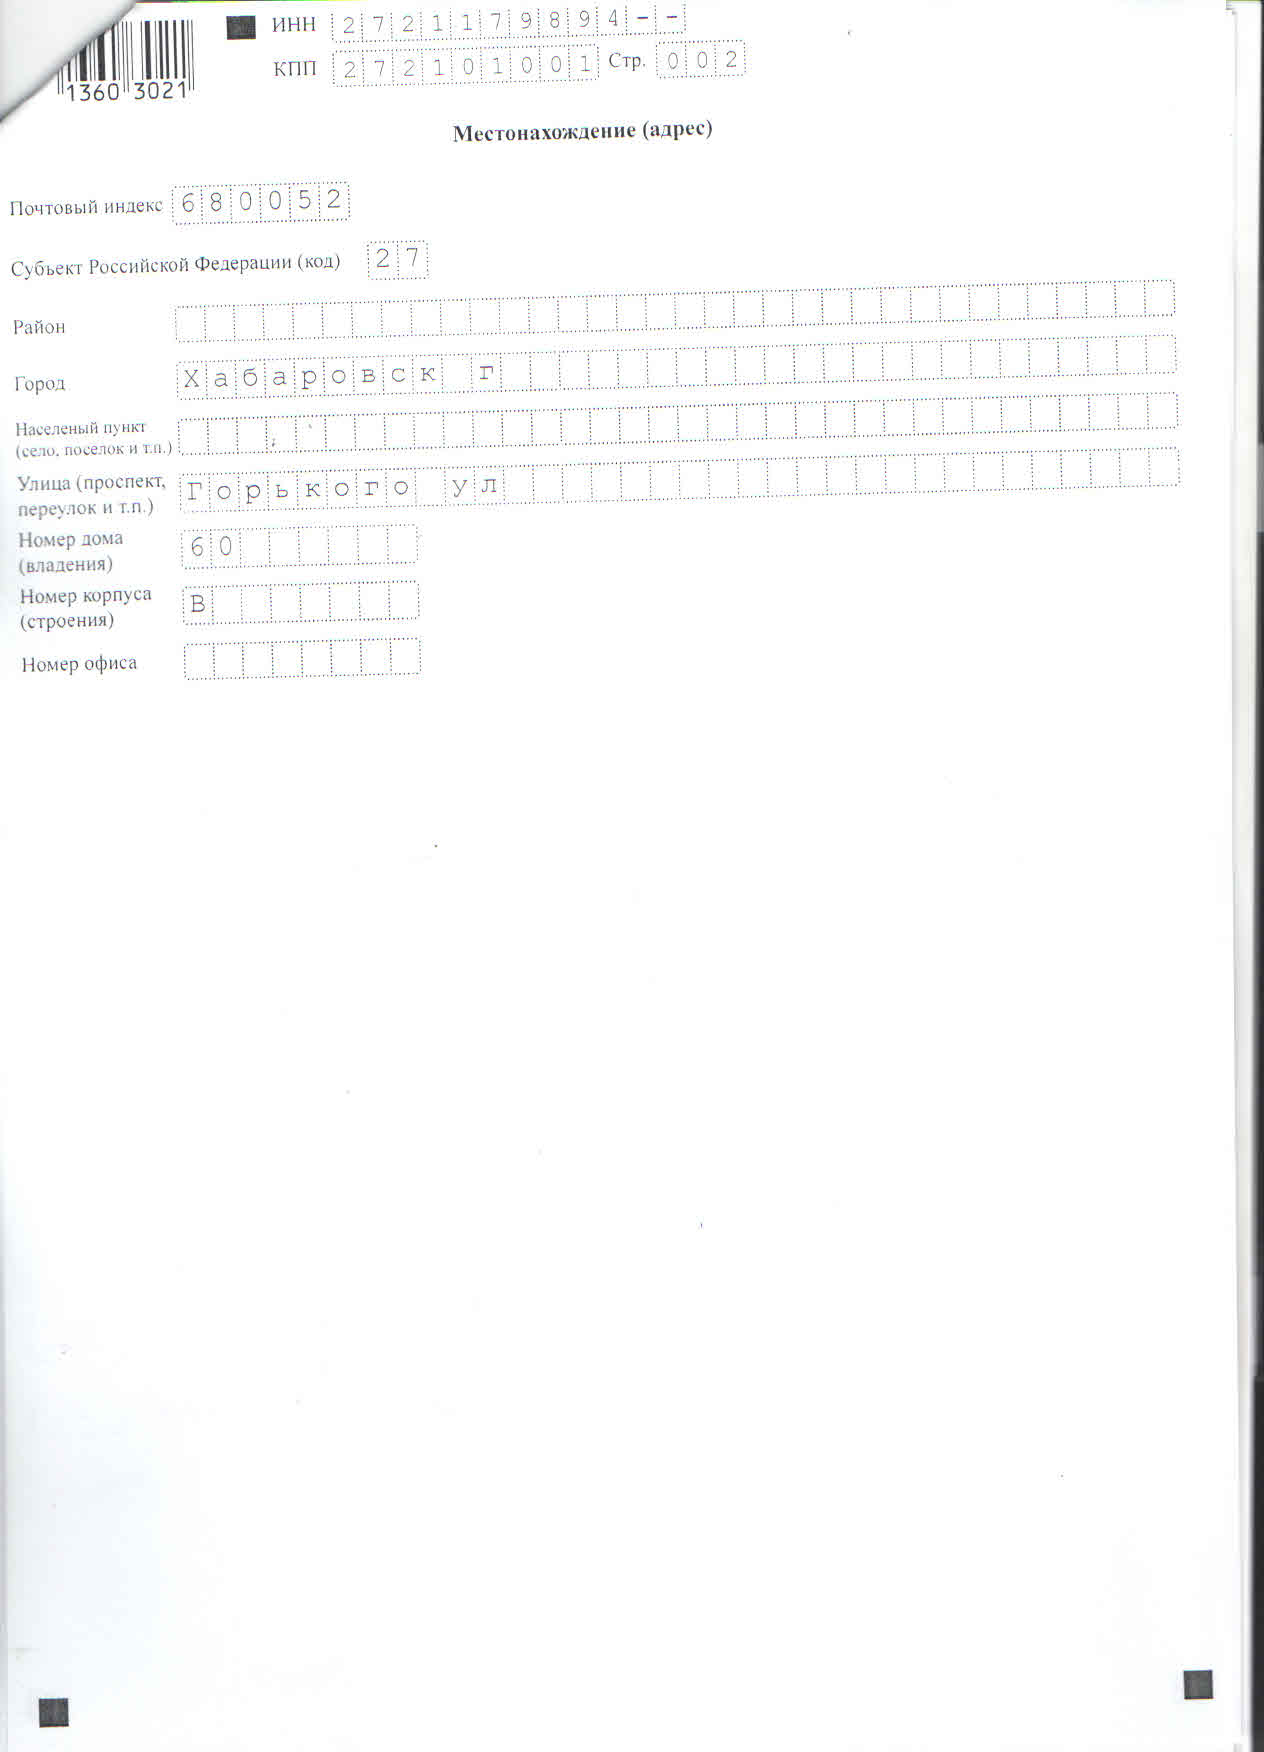 ИНН 2721179894--
1360 3021
КПП 272101001 Стр. 002
Местонахождение (адрес)
Почтовый индекс 680052
Субъект Российской Федерации (код) 27
Район
Город Хабаровск г
Населеный пункт
(село, поселок и т.п.)
Улица (проспект, Горького ул
переулок и т.п.)
Номер дома 60
(владения)
Номер корпуса В
(строения)
Номер офиса